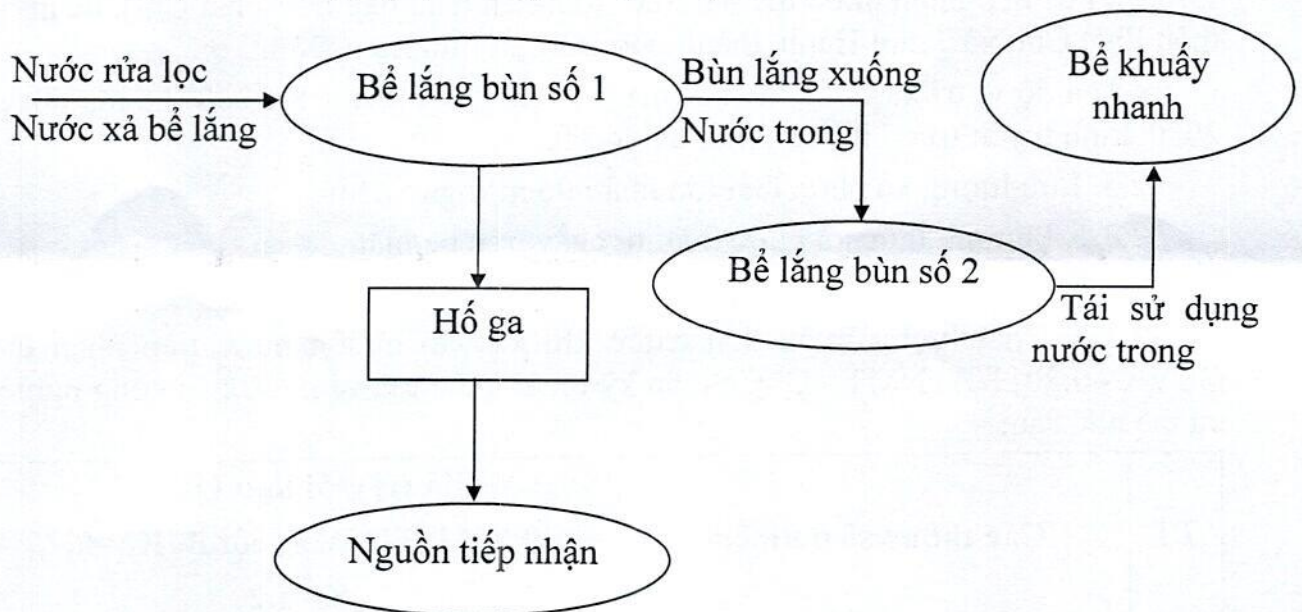 Nước rửa lọc
Nước xả bể lắng
Bể lắng bùn số 1
Bùn lắng xuống
Nước trong
Bể khuấy
nhanh
Bể lắng bùn số 2
Tái sử dụng
nước trong
Hố ga
Nguồn tiếp nhận